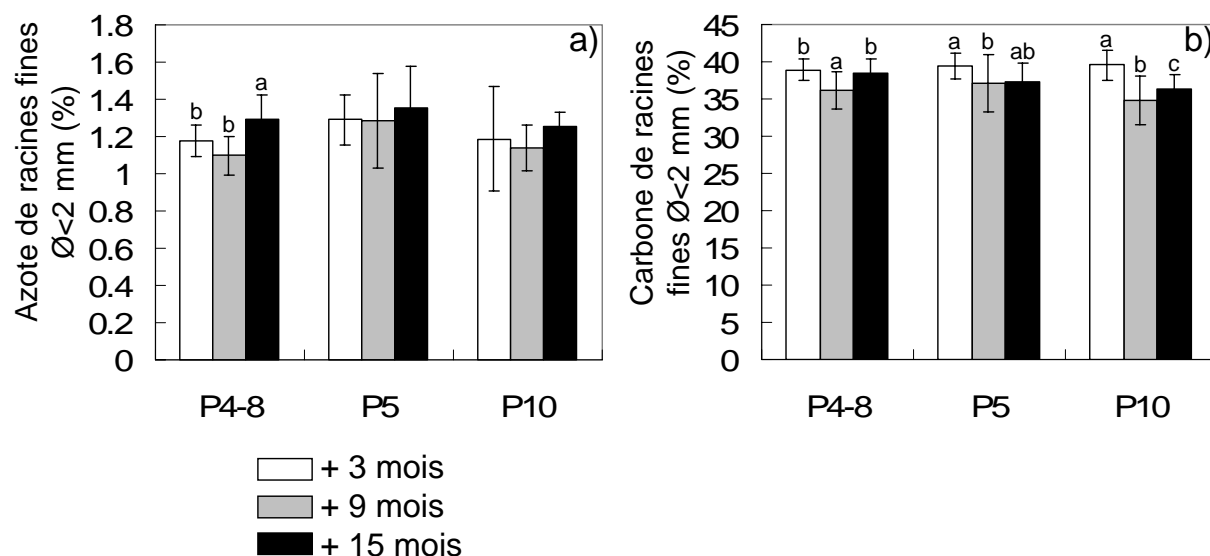 Azote de racines fines
Ø<2 mm (%)
1.8
1.6
1.4
1.2
1
0.8
0.6
0.4
0.2
0
a)
b
b
a
P4-8
P5
P10
Carbone de racines
fines Ø<2 mm (%)
45
40
35
30
25
20
15
10
5
0
b)
b
a
b
a
b
ab
a
b
c
P4-8
P5
P10
+ 3 mois
+ 9 mois
+ 15 mois